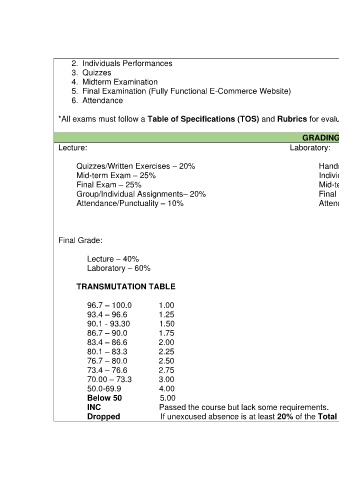 2. Individuals Performances
3. Quizzes
4. Midterm Examination
5. Final Examination (Fully Functional E-Commerce Website)
6. Attendance
*All exams must follow a Table of Specifications (TOS) and Rubrics for
GRADING
Lecture: Laboratory:
Quizzes/Written Exercises – 20%
Mid-term Exam – 25%
Final Exam – 25% Final
Group/Individual Assignments– 20%
Attendance/Punctuality – 10%
Final Grade:
Lecture – 40%
Laboratory – 60%
TRANSMUTATION TABLE
96.7 – 100.0 1.00
93.4 – 96.6 1.25
90.1 - 93.30 1.50
86.7 – 90.0 1.75
83.4 – 86.6 2.00
80.1 – 83.3 2.25
76.7 – 80.0 2.50
73.4 – 76.6 2.75
70.00 – 73.3 3.00
50.0-69.9 4.00
Below 50 5.00
INC Passed the course but lack some requirements.
Dropped If unexcused absence is at least 20% of the Total